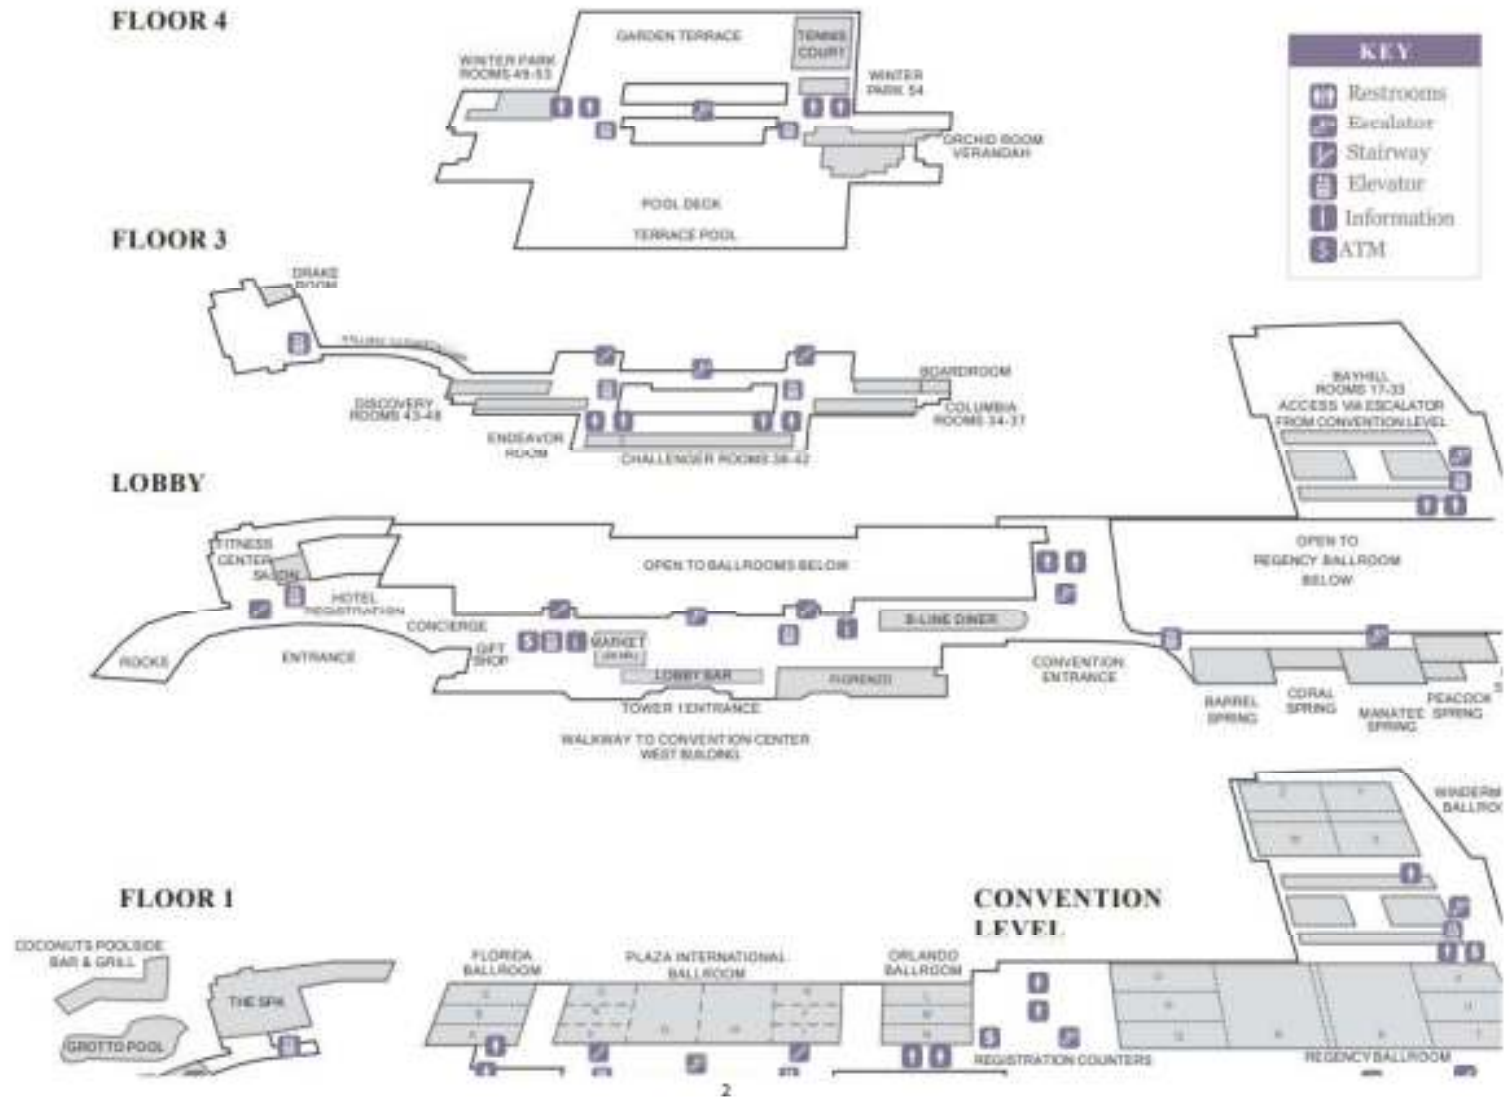 FLOOR 4
GARDEN TERRACE
TENNIS
COURT
WINTER PARK
ROOMS 49-53
WINTER
PARK 54
ORCHID ROOM
VERANDAH
POOL DECK
TERRACE POOL
KEY
Restrooms
Escalator
Stairway
Elevator
Information
ATM
FLOOR 3
DRAKE
ROOM
DISCOVERY
ROOMS 43-48
ENDEAVOR
ROOM
CHALLENGER ROOMS 38-42
BOARDROOM
COLUMBIA
ROOMS 34-37
BAYHILL
ROOMS 17-33
ACCESS VIA ESCALATOR
FROM CONVENTION LEVEL
LOBBY
FITNESS
CENTER
SALON
HOTEL
REGISTRATION
CONCIERGE
GIFT
SHOP
ROCKS
ENTRANCE
OPEN TO BALLROOMS BELOW
MARKET
LOBBY BAR
FIORENZO
B-LINE DINER
TOWER 1 ENTRANCE
WALKWAY TO CONVENTION CENTER
WEST BUILDING
CONVENTION
ENTRANCE
OPEN TO
REGENCY BALLROOM
BELOW
BARREL
SPRING
CORAL
SPRING
MANATEE
SPRING
PEACOCK
SPRING
WINDERM
BALLRO
FLOOR 1
CONVENTION
LEVEL
COCONUTS POOLSIDE
BAR & GRILL
THE SPA
GROTTO POOL
FLORIDA
BALLROOM
PLAZA INTERNATIONAL
BALLROOM
ORLANDO
BALLROOM
REGISTRATION COUNTERS
REGENCY BALLROOM
2